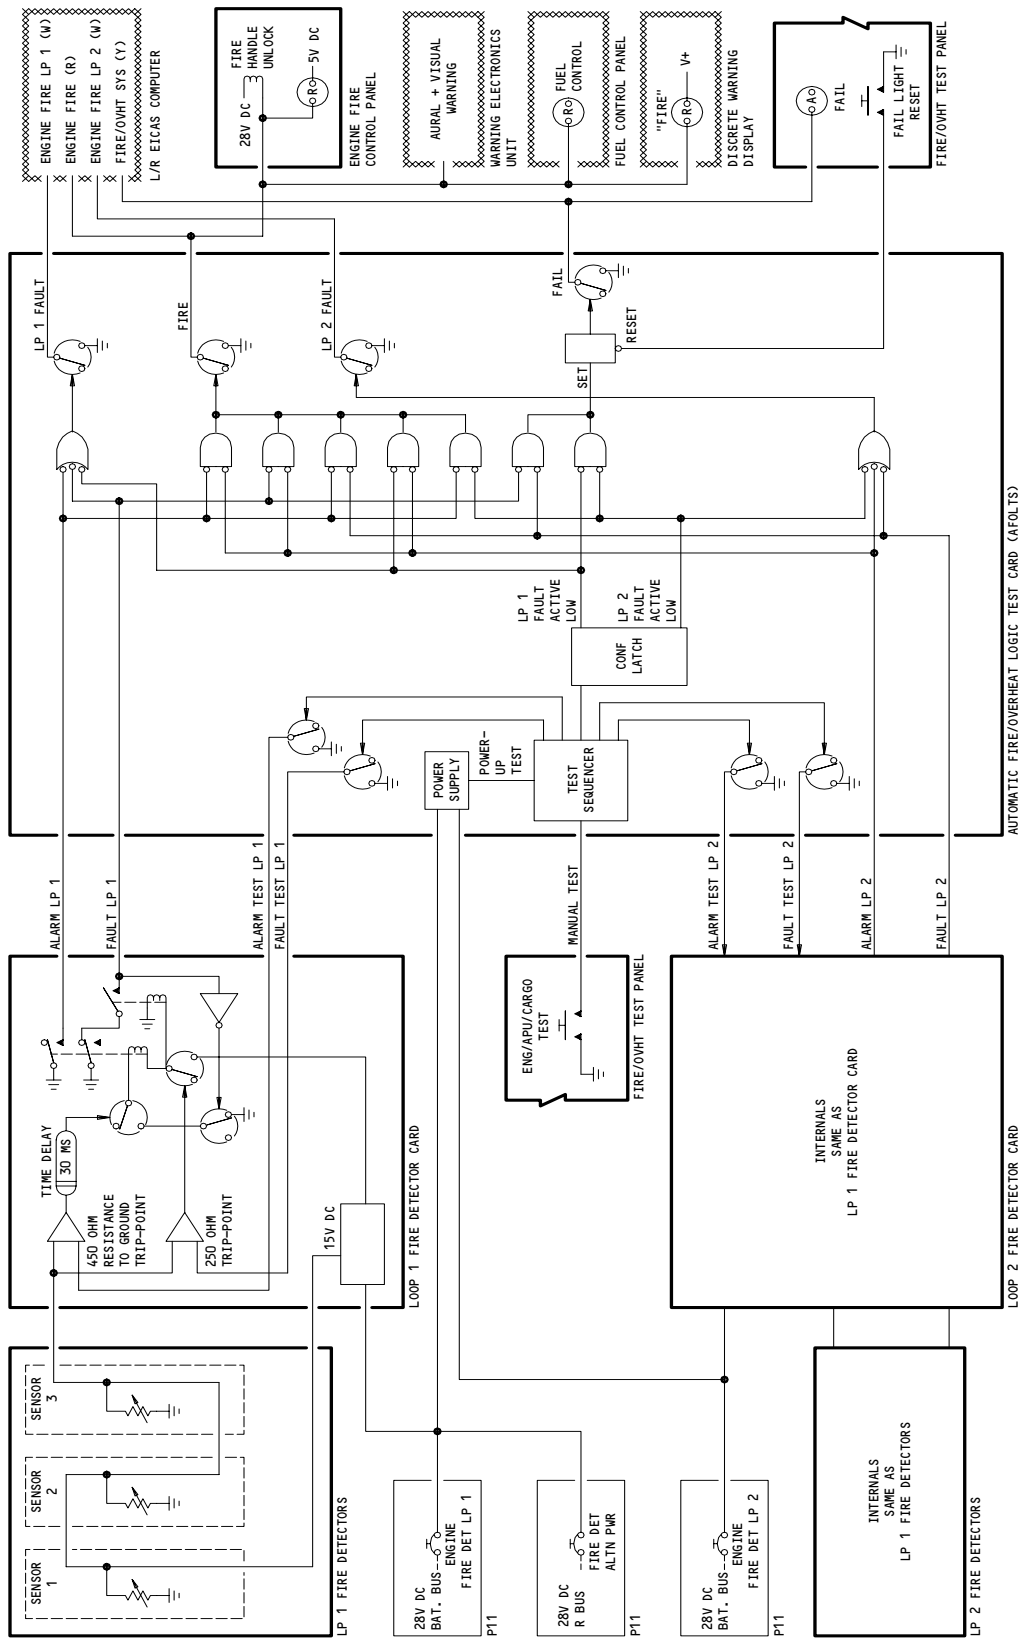 SENSOR
1
SENSOR
2
SENSOR
3
LP 1 FIRE DETECTORS
28V DC
BAT. BUS
ENGINE
FIRE DET LP 1
P11
28V DC
R BUS
FIRE DET
ALTN PWR
P11
28V DC
BAT. BUS
ENGINE
FIRE DET LP 2
P11
INTERNALS
SAME AS
LP 1 FIRE DETECTORS
LP 2 FIRE DETECTORS
TIME DELAY
30 MS
450 OHM
RESISTANCE
TO GROUND
TRIP-POINT
250 OHM
TRIP-POINT
15V DC
LOOP 1 FIRE DETECTOR CARD
ENG/APU/CARGO
TEST
FIRE/OVHT TEST PANEL
INTERNALS
SAME AS
LP 1 FIRE DETECTOR CARD
LOOP 2 FIRE DETECTOR CARD
ALARM LP 1
FAULT LP 1
ALARM TEST LP 1
FAULT TEST LP 1
MANUAL TEST
ALARM TEST LP 2
FAULT TEST LP 2
ALARM LP 2
FAULT LP 2
POWER
SUPPLY
POWER-
UP
TEST
TEST
SEQUENCER
CONF
LATCH
LP 1
FAULT
ACTIVE
LOW
LP 2
FAULT
ACTIVE
LOW
LP 1 FAULT
FIRE
LP 2 FAULT
SET
RESET
FAIL
AUTOMATIC FIRE/OVERHEAT LOGIC TEST CARD (AFOLTS)
ENGINE FIRE LP 1 (W)
ENGINE FIRE (R)
ENGINE FIRE LP 2 (W)
FIRE/OVHT SYS (Y)
L/R EICAS COMPUTER
28V DC
FIRE
HANDLE
UNLOCK
R
5V DC
ENGINE FIRE
CONTROL PANEL
AURAL + VISUAL
WARNING
WARNING ELECTRONICS
UNIT
R
FUEL
CONTROL
FUEL CONTROL PANEL
"FIRE"
R
V+
DISCRETE WARNING
DISPLAY
A
FAIL
FAIL LIGHT
RESET
FIRE/OVHT TEST PANEL